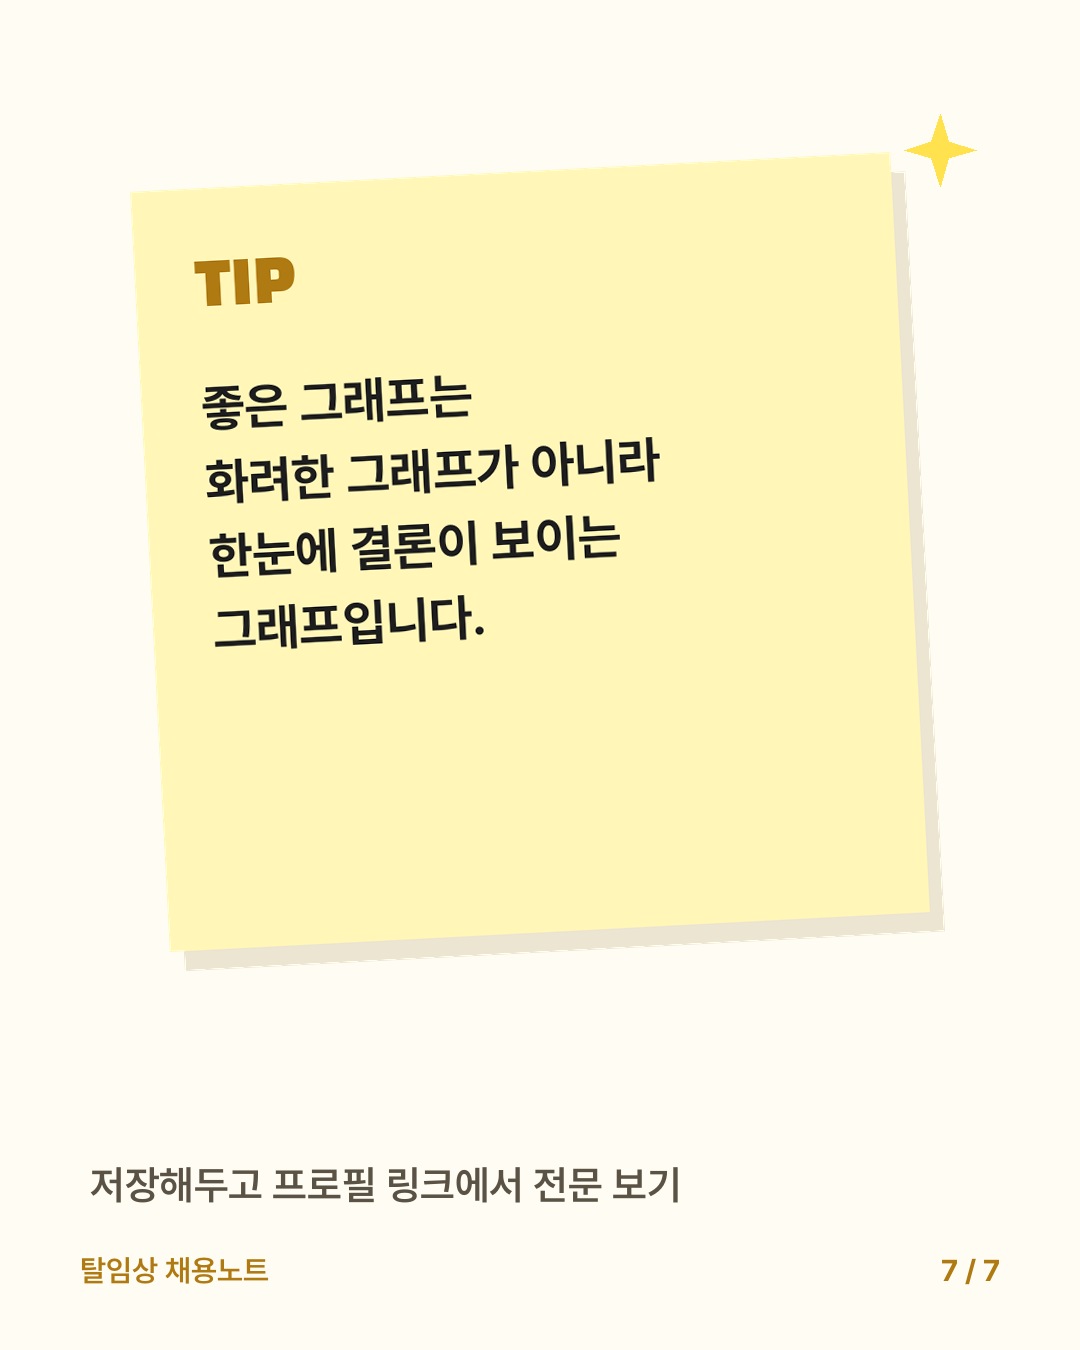 TIP
좋은 그래프는
화려한 그래프가 아니라
한눈에 결론이 보이는
그래프입니다.
저장해두고 프로필 링크에서 전문 보기
탈임상 채용노트
7 / 7